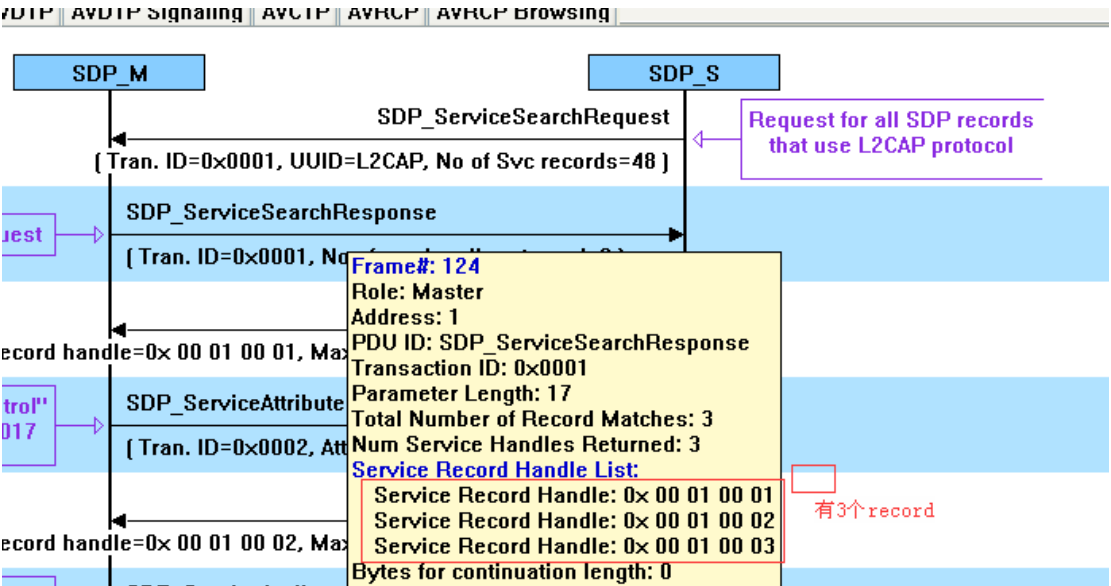 AVDTP Signaling AVCTP AVRCP AVRCP Browsing
SDP_M SDP_S
SDP_ServiceSearchRequest
Request for all SDP records
that use L2CAP protocol
( Tran. ID=0x0001, UUID=L2CAP, No of Svc records=48 )
SDP_ServiceSearchResponse
( Tran. ID=0x0001,
Frame#: 124
Role: Master
Address: 1
PDU ID: SDP_ServiceSearchResponse
Transaction ID: 0x0001
Parameter Length: 17
Total Number of Record Matches: 3
Num Service Handles Returned: 3
Service Record Handle List:
Service Record Handle: 0x 00 01 00 01
Service Record Handle: 0x 00 01 00 02
Service Record Handle: 0x 00 01 00 03
Bytes for continuation length: 0
ecord handle=0x 00 01 00 01, Max
trol"
017
SDP_ServiceAttribute
( Tran. ID=0x0002, Att
有3个record
ecord handle=0x 00 01 00 02, Max